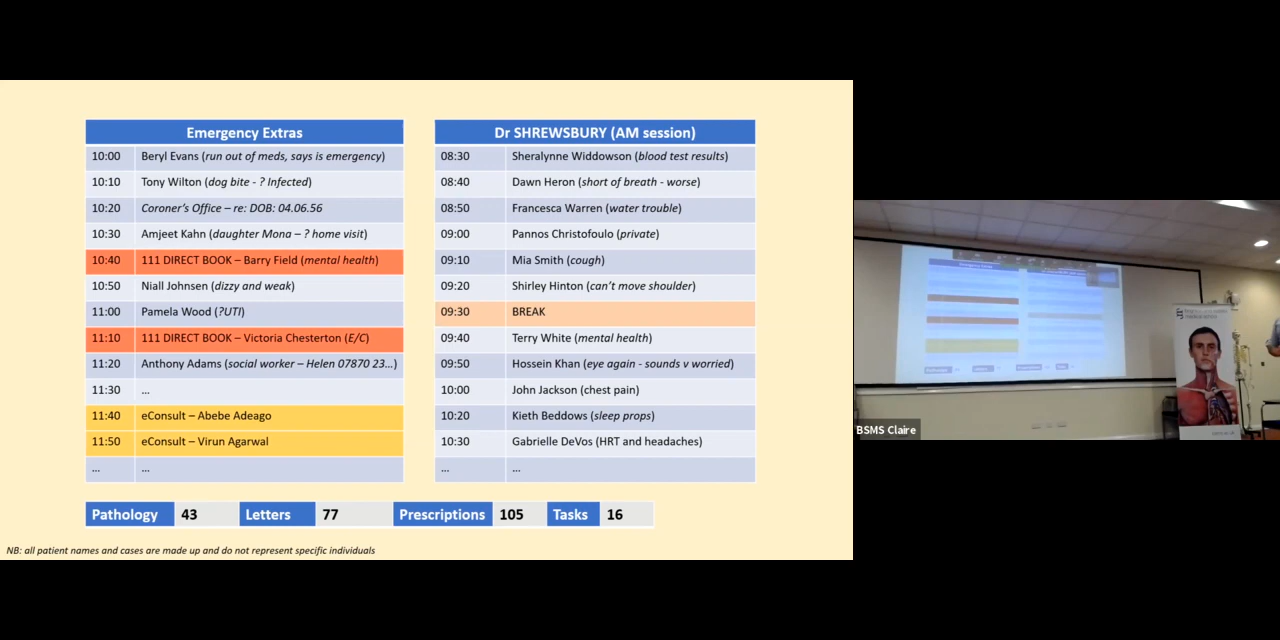 Emergency Extras
10:00 Beryl Evans (run out of meds, says is emergency)
10:10 Tony Wilton (dog bite - ? Infected)
10:20 Coroner's Office – re: DOB: 04.06.56
10:30 Amjeet Kahn (daughter Mona – ? home visit)
10:40 111 DIRECT BOOK – Barry Field (mental health)
10:50 Niall Johnsen (dizzy and weak)
11:00 Pamela Wood (?UTI)
11:10 111 DIRECT BOOK – Victoria Chesterton (E/C)
11:20 Anthony Adams (social worker – Helen 07870 23...)
11:30 ...
11:40 eConsult – Abebe Adeago
11:50 eConsult – Virun Agarwal
... ...
Dr SHREWSBURY (AM session)
08:30 Sheralynne Widdowson (blood test results)
08:40 Dawn Heron (short of breath - worse)
08:50 Francesca Warren (water trouble)
09:00 Pannos Christofoulo (private)
09:10 Mia Smith (cough)
09:20 Shirley Hinton (can't move shoulder)
09:30 BREAK
09:40 Terry White (mental health)
09:50 Hossein Khan (eye again - sounds v worried)
10:00 John Jackson (chest pain)
10:20 Kieth Beddows (sleep props)
10:30 Gabrielle DeVos (HRT and headaches)
... ...
Pathology 43 Letters 77 Prescriptions 105 Tasks 16
NB: all patient names and cases are made up and do not represent specific individuals
BSMS Claire